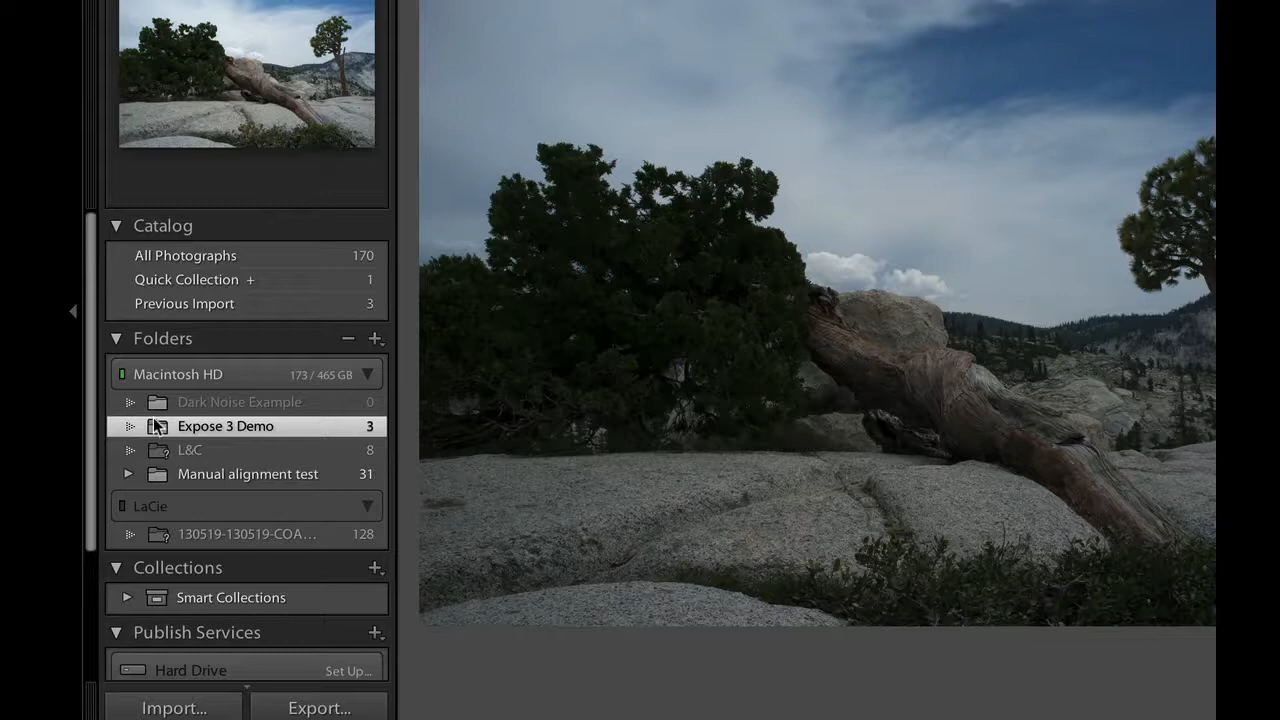 Catalog
All Photographs 170
Quick Collection + 1
Previous Import 3
Folders
Macintosh HD 173 / 465 GB
Dark Noise Example 0
Expose 3 Demo 3
L&C 8
Manual alignment test 31
LaCie
130519-130519-COA... 128
Collections
Smart Collections
Publish Services
Hard Drive Set Up...
Import... Export...